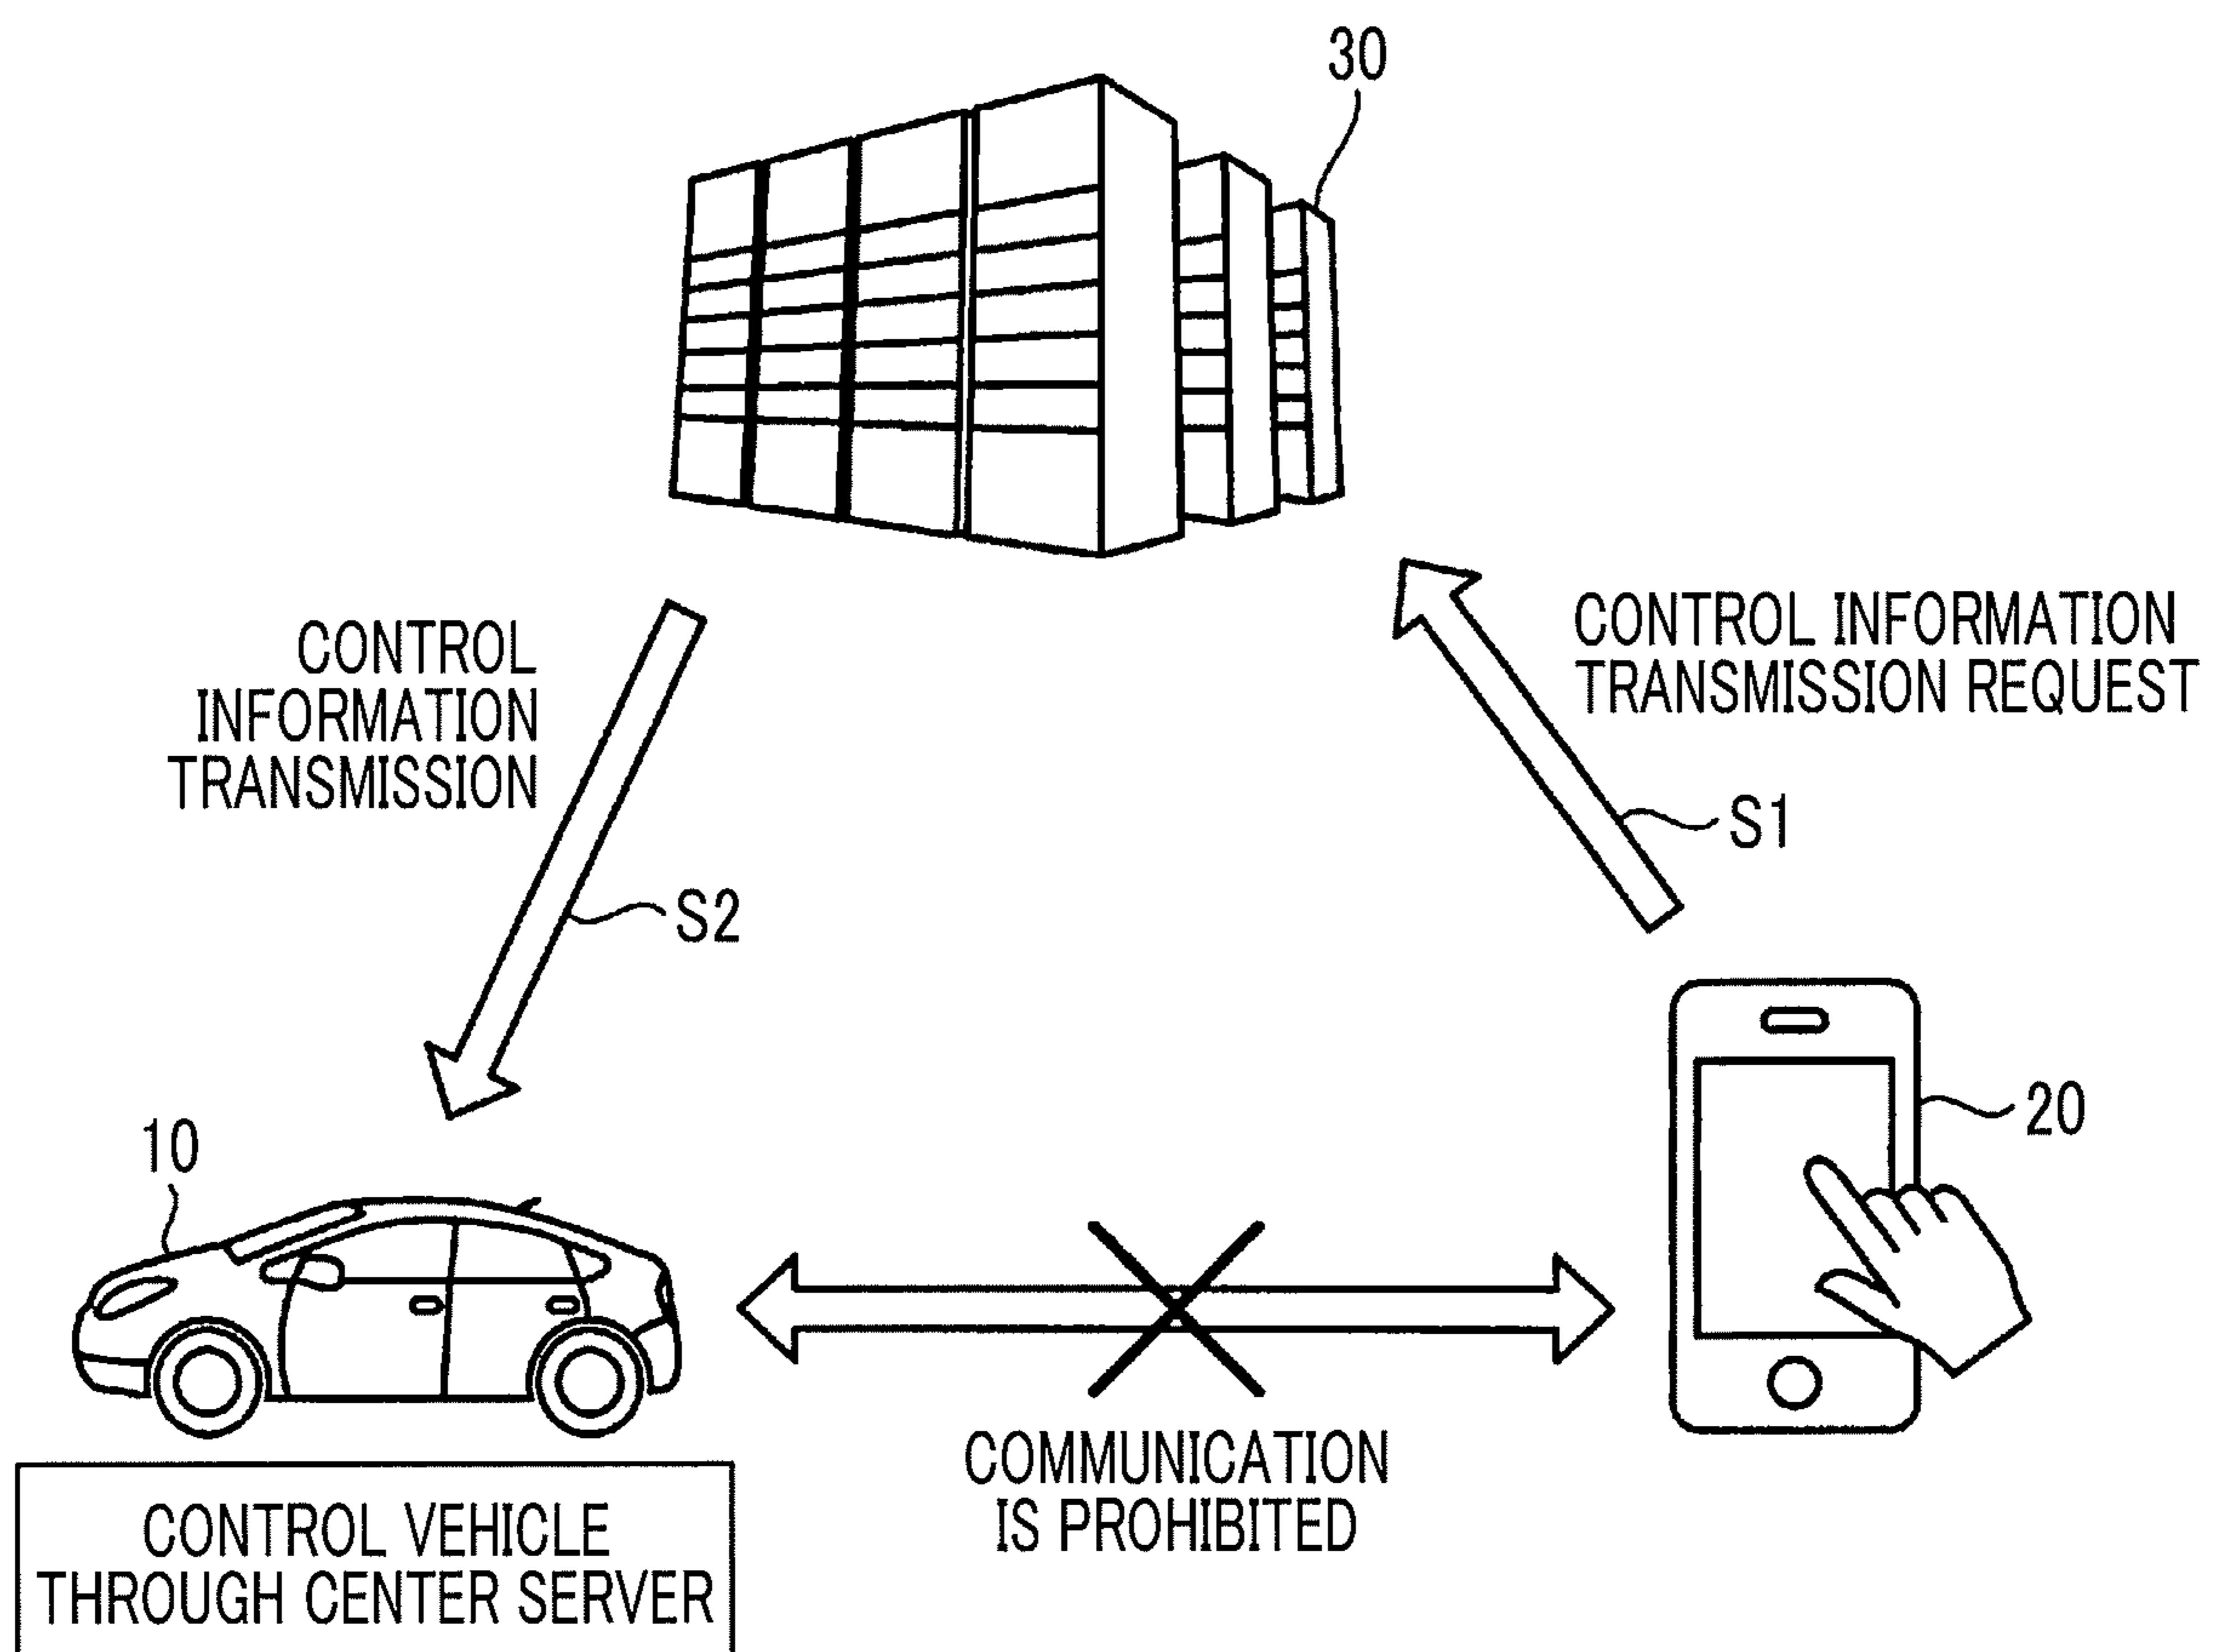 30
CONTROL
INFORMATION
TRANSMISSION
CONTROL INFORMATION
TRANSMISSION REQUEST
S1
S2
10
20
COMMUNICATION
IS PROHIBITED
CONTROL VEHICLE
THROUGH CENTER SERVER